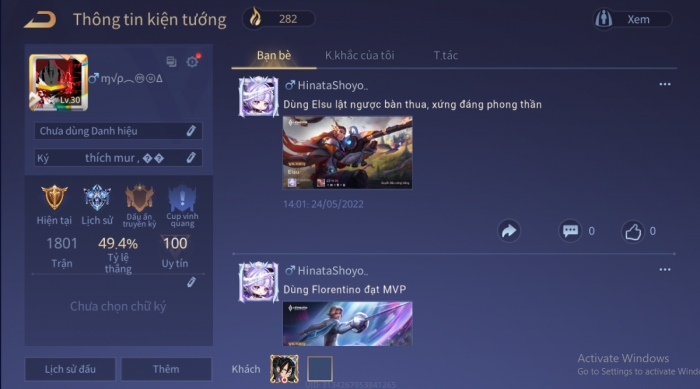 Thông tin kiện tướng
282
Xem
Bạn bè
K.khắc của tôi
T.tác
Lv.30
Chưa dùng Danh hiệu
Ký thích mur , ��
Hiện tại
Lịch sử
Dấu ấn truyền kỳ
Cup vinh quang
1801
49.4%
100
Trận
Tỷ lệ thắng
Uy tín
Chưa chọn chữ ký
Lịch sử đấu
Thêm
♂ HinataShoyo..
Dùng Elsu lật ngược bàn thua, xứng đáng phong thần
Elsu
14:01: 24/05/2022
0
0
♂ HinataShoyo..
Dùng Florentino đạt MVP
Khách
Activate Windows
Go to Settings to activate Wind